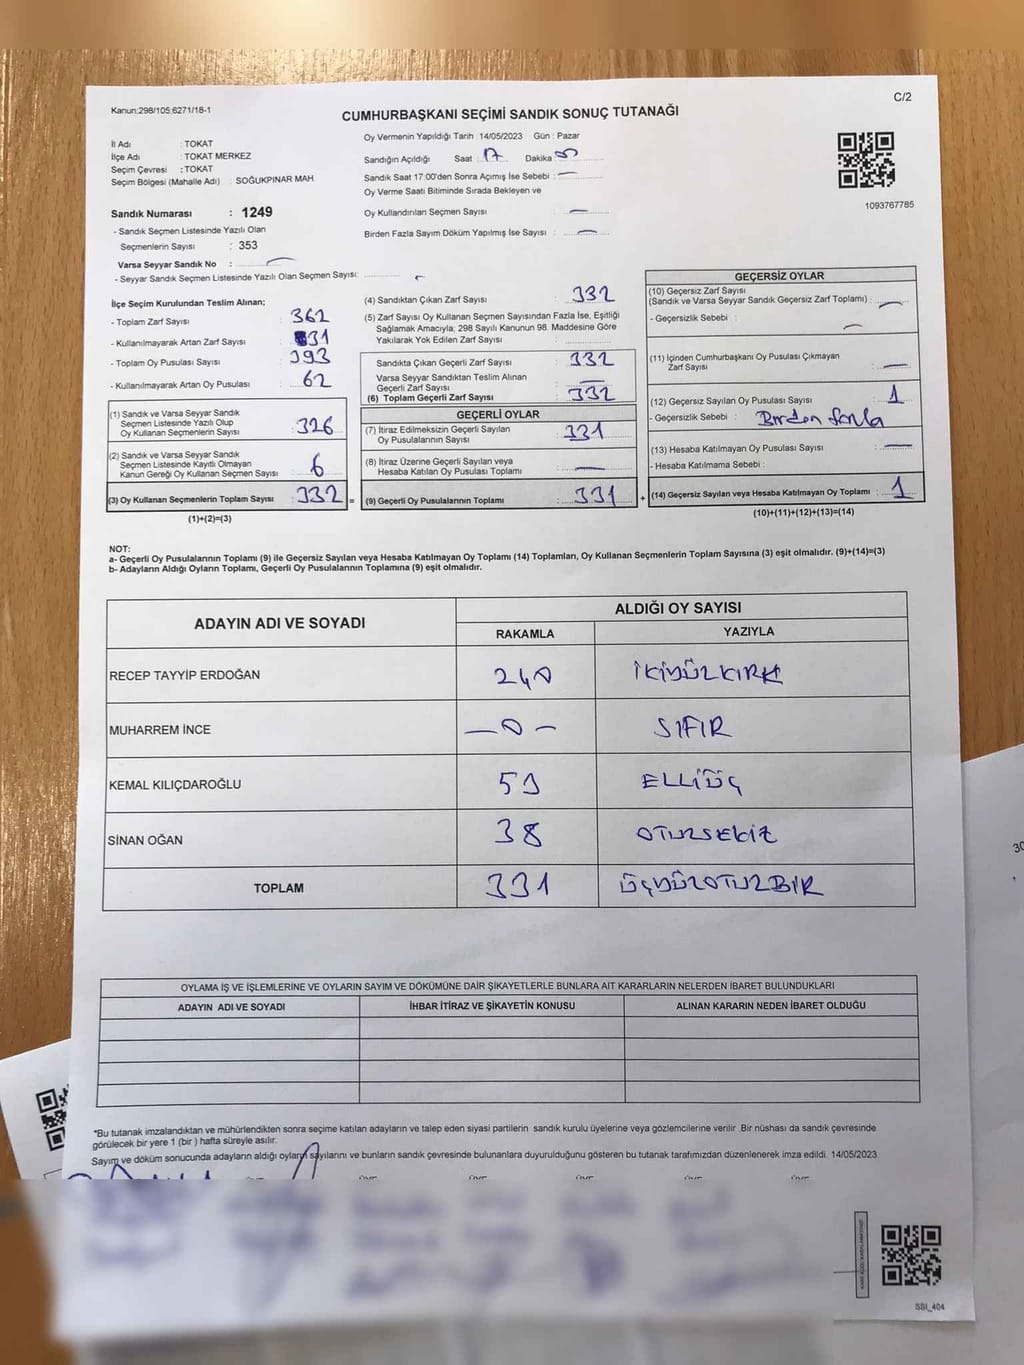 C/2
Kanun:298/105;6271/18-1
CUMHURBAŞKANI SEÇİMİ SANDIK SONUÇ TUTANAĞI
İl Adı : TOKAT
İlçe Adı : TOKAT MERKEZ
Seçim Çevresi : TOKAT
Seçim Bölgesi (Mahalle Adı) : SOĞUKPINAR MAH.
Sandık Numarası : 1249
- Sandık Seçmen Listesinde Yazılı Olan
Seçmenlerin Sayısı : 353
Varsa Seyyar Sandık No :
- Seyyar Sandık Seçmen Listesinde Yazılı Olan Seçmen Sayısı:
Oy Vermenin Yapıldığı Tarih : 14/05/2023 Gün : Pazar
Sandığın Açıldığı Saat : 17 Dakika :
Sandık Saat 17:00'den Sonra Açımış İse Sebebi :
Oy Verme Saati Bitiminde Sırada Bekleyen ve
Oy Kullandırılan Seçmen Sayısı :
Birden Fazla Sayım Döküm Yapılmış İse Sayısı :
1093767785
İlçe Seçim Kurulundan Teslim Alınan;
- Toplam Zarf Sayısı : 362
- Kullanılmayarak Artan Zarf Sayısı : 31
- Toplam Oy Pusulası Sayısı : 393
- Kullanılmayarak Artan Oy Pusulası : 62
(1) Sandık ve Varsa Seyyar Sandık
Seçmen Listesinde Yazılı Olup
Oy Kullanan Seçmenlerin Sayısı : 326
(2) Sandık ve Varsa Seyyar Sandık
Seçmen Listesinde Kayıtlı Olmayan
Kanun Gereği Oy Kullanan Seçmen Sayısı : 6
(3) Oy Kullanan Seçmenlerin Toplam Sayısı : 332 =
(1)+(2)=(3)
(4) Sandıktan Çıkan Zarf Sayısı : 332
(5) Zarf Sayısı Oy Kullanan Seçmen Sayısından Fazla İse, Eşitliği
Sağlamak Amacıyla; 298 Sayılı Kanunun 98. Maddesine Göre
Yakılarak Yok Edilen Zarf Sayısı :
Sandıkta Çıkan Geçerli Zarf Sayısı : 332
Varsa Seyyar Sandıktan Teslim Alınan
Geçerli Zarf Sayısı :
(6) Toplam Geçerli Zarf Sayısı : 332
GEÇERLİ OYLAR
(7) İtiraz Edilmeksizin Geçerli Sayılan
Oy Pusulalarının Sayısı : 331
(8) İtiraz Üzerine Geçerli Sayılan veya
Hesaba Katılan Oy Pusulası Toplamı :
(9) Geçerli Oy Pusulalarının Toplamı : 331 +
GEÇERSİZ OYLAR
(10) Geçersiz Zarf Sayısı
(Sandık ve Varsa Seyyar Sandık Geçersiz Zarf Toplamı) :
- Geçersizlik Sebebi :
(11) İçinden Cumhurbaşkanı Oy Pusulası Çıkmayan
Zarf Sayısı :
(12) Geçersiz Sayılan Oy Pusulası Sayısı : 1
- Geçersizlik Sebebi : Birden fazla
(13) Hesaba Katılmayan Oy Pusulası Sayısı :
- Hesaba Katılmama Sebebi :
(14) Geçersiz Sayılan veya Hesaba Katılmayan Oy Toplamı : 1
(10)+(11)+(12)+(13)=(14)
NOT:
a- Geçerli Oy Pusulalarının Toplamı (9) ile Geçersiz Sayılan veya Hesaba Katılmayan Oy Toplamı (14) Toplamları, Oy Kullanan Seçmenlerin Toplam Sayısına (3) eşit olmalıdır. (9)+(14)=(3)
b- Adayların Aldığı Oyların Toplamı, Geçerli Oy Pusulalarının Toplamına (9) eşit olmalıdır.
ADAYIN ADI VE SOYADI
ALDIĞI OY SAYISI
RAKAMLA YAZIYLA
RECEP TAYYİP ERDOĞAN 240 İKİYÜZKIRK
MUHARREM İNCE -0- SIFIR
KEMAL KILIÇDAROĞLU 53 ELLİÜÇ
SİNAN OĞAN 38 OTUZSEKİZ
TOPLAM 331 ÜÇYÜZOTUZBİR
OYLAMA İŞ VE İŞLEMLERİNE VE OYLARIN SAYIM VE DÖKÜMÜNE DAİR ŞİKAYETLERLE BUNLARA AİT KARARLARIN NELERDEN İBARET BULUNDUKLARI
ADAYIN ADI VE SOYADI İHBAR İTİRAZ VE ŞİKAYETİN KONUSU ALINAN KARARIN NEDEN İBARET OLDUĞU
*Bu tutanak imzalandıktan ve mühürlendikten sonra seçime katılan adayların ve talep eden siyasi partilerin sandık kurulu üyelerine veya gözlemcilerine verilir .Bir nüshası da sandık çevresinde
görülecek bir yere 1 (bir ) hafta süreyle asılır.
Sayım ve döküm sonucunda adayların aldığı oyların sayılarını ve bunların sandık çevresinde bulunanlara duyurulduğunu gösteren bu tutanak tarafımızdan düzenlenerek imza edildi. 14/05/2023
SSI_404